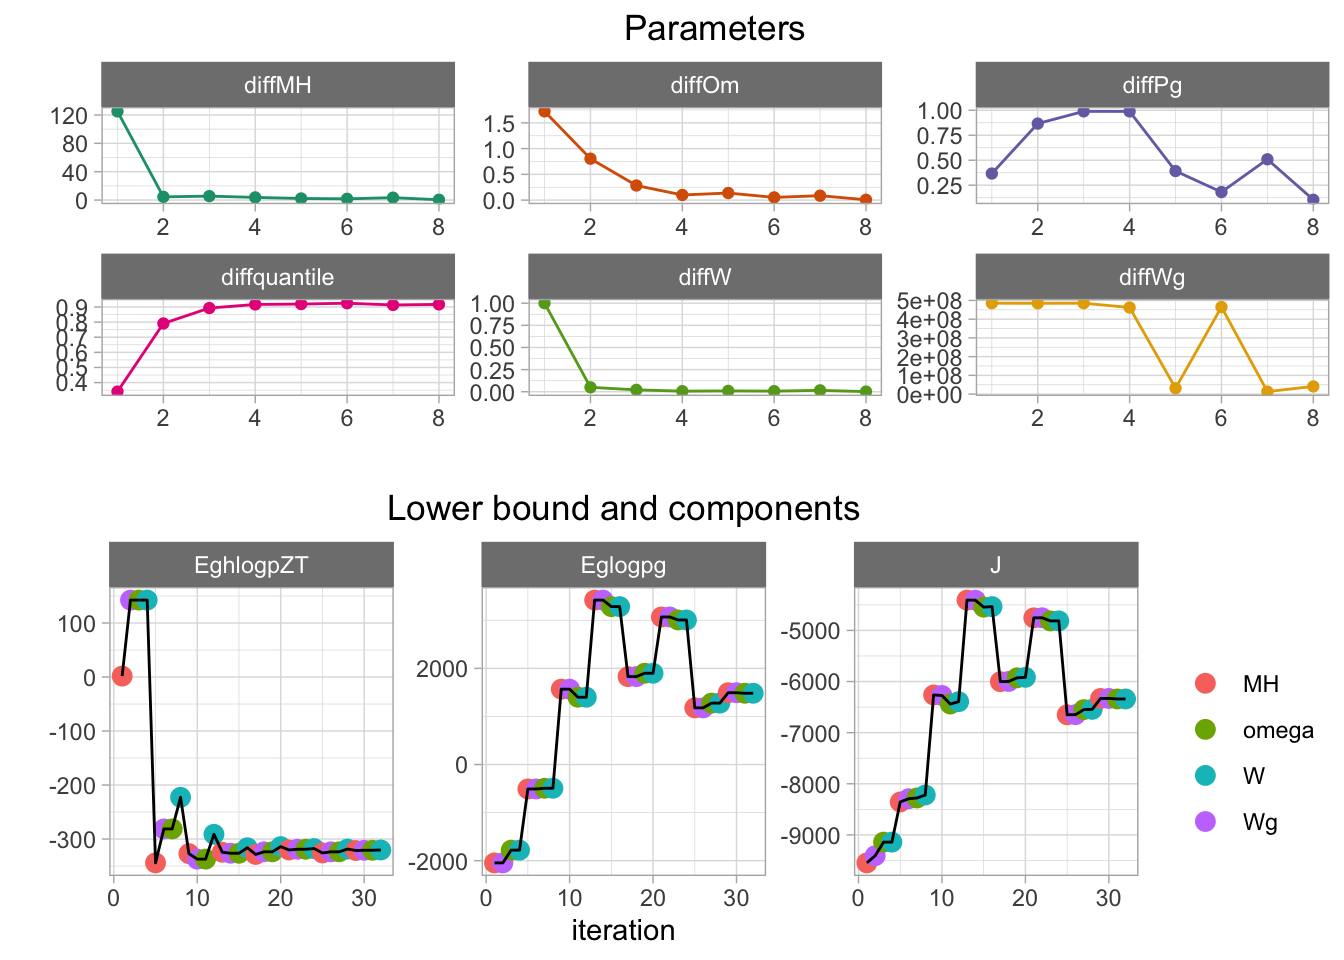 Parameters
diffMH diffOm diffPg
120 80 40 0
1.5 1.0 0.5 0.0
1.00 0.75 0.50 0.25
2 4 6 8 2 4 6 8 2 4 6 8
diffquantile diffW diffWg
0.9 0.8 0.7 0.6 0.5 0.4
1.00 0.75 0.50 0.25 0.00
5e+08 4e+08 3e+08 2e+08 1e+08 0e+00
2 4 6 8 2 4 6 8 2 4 6 8
Lower bound and components
EghlogpZT Eglogpg J
100 0 -100 -200 -300
2000 0 -2000
-5000 -6000 -7000 -8000 -9000
0 10 20 30 0 10 20 30 0 10 20 30
iteration
MH
omega
W
Wg